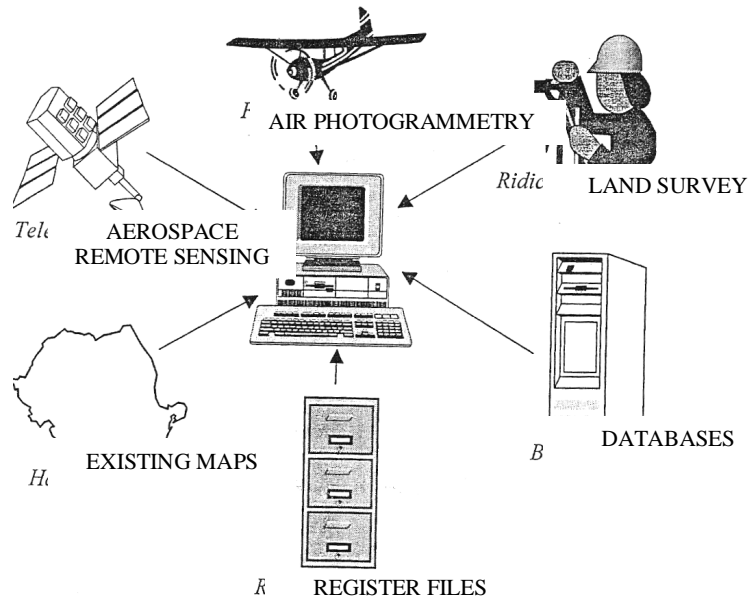 AIR PHOTOGRAMMETRY
LAND SURVEY
AEROSPACE
REMOTE SENSING
DATABASES
EXISTING MAPS
REGISTER FILES